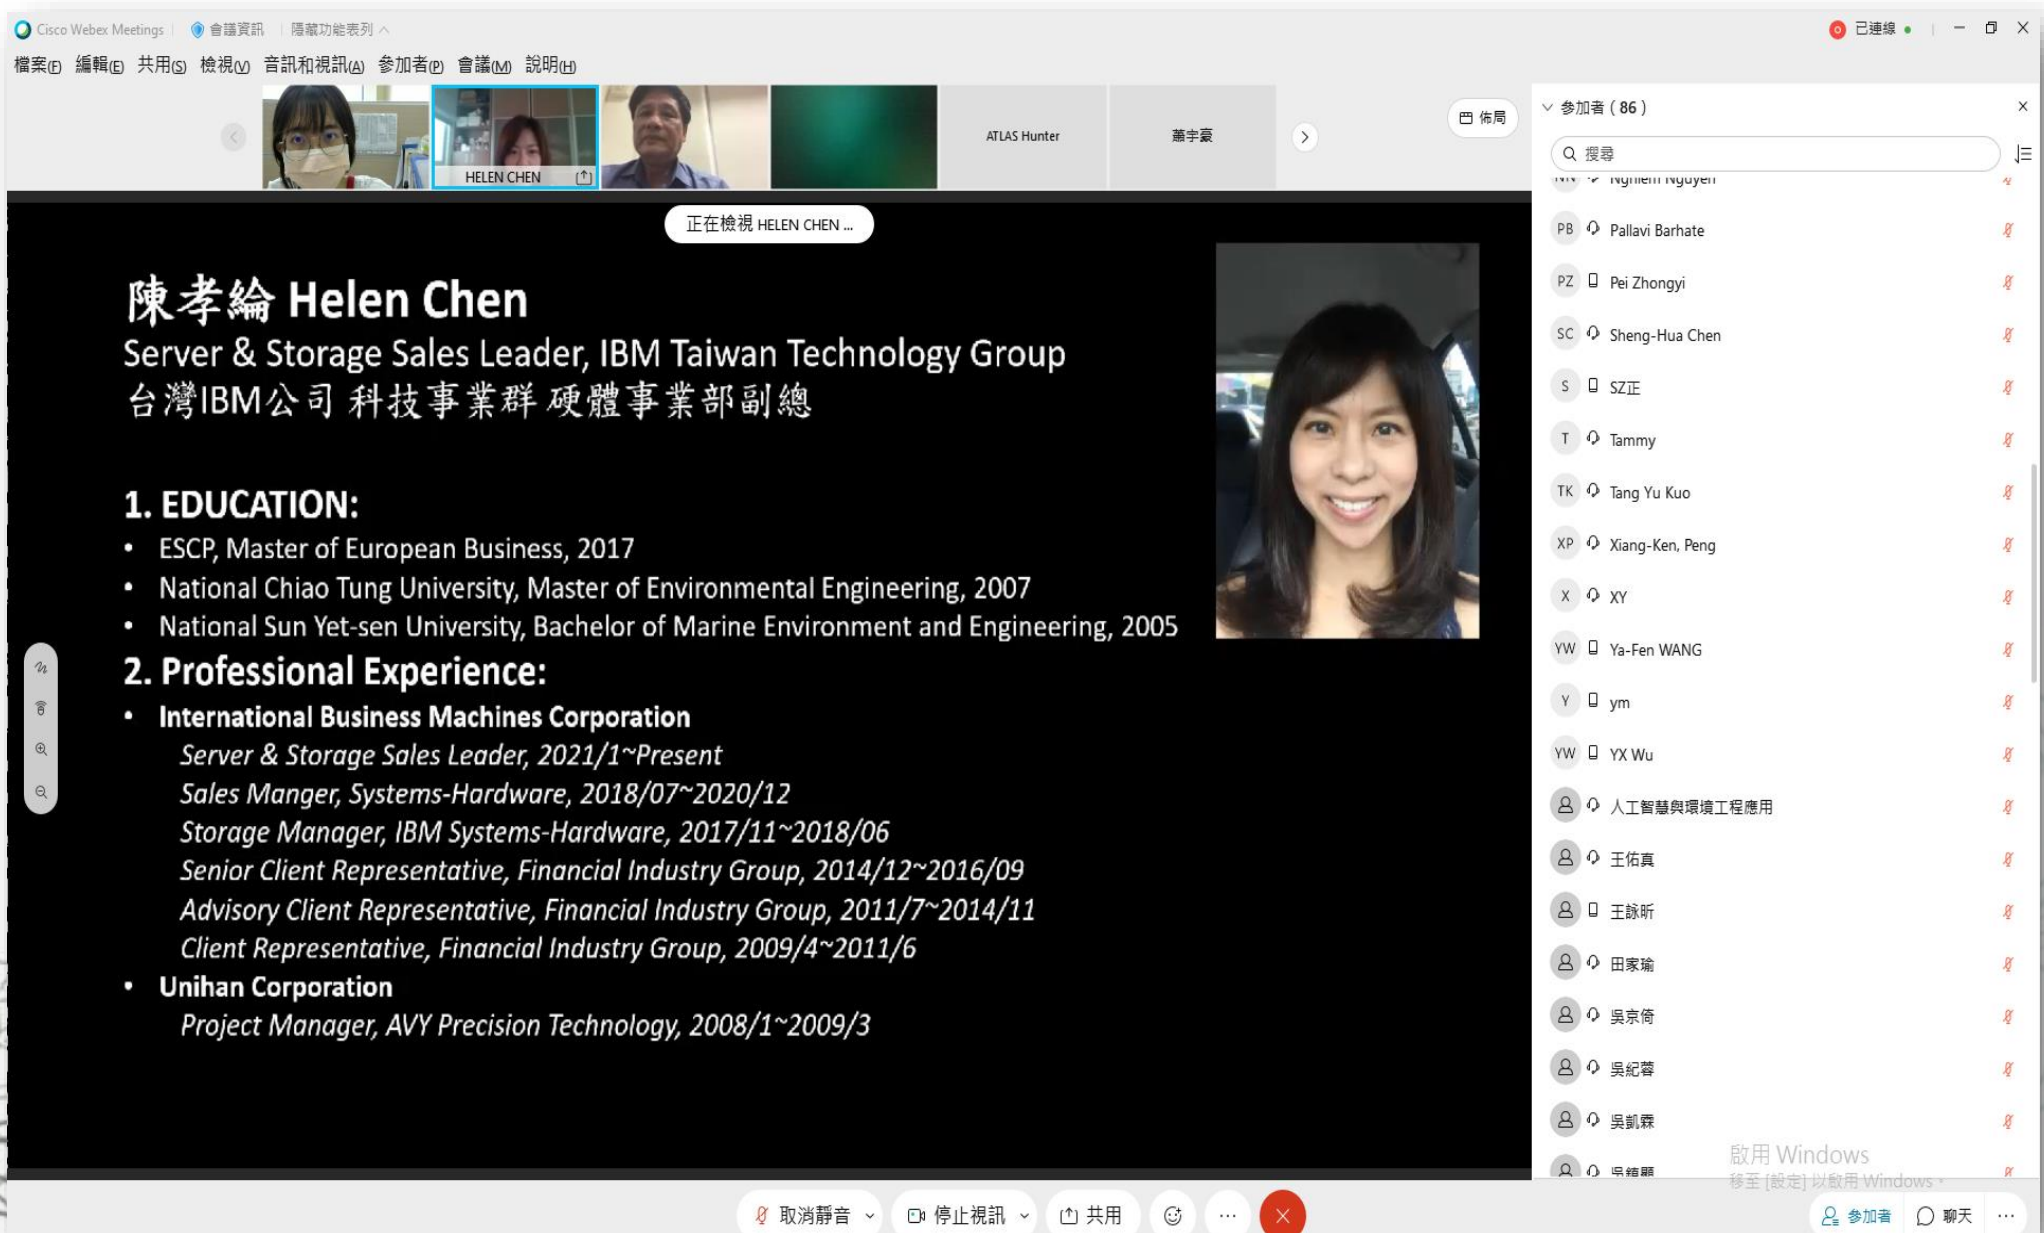 Cisco Webex Meetings 會議資訊 隱藏功能表列 已連線
檔案(F) 編輯(E) 共用(S) 檢視(V) 音訊和視訊(A) 參加者(P) 會議(M) 說明(H)
HELEN CHEN
ATLAS Hunter
蕭宇豪
佈局
正在檢視 HELEN CHEN ...
陳孝綸 Helen Chen
Server & Storage Sales Leader, IBM Taiwan Technology Group
台灣IBM公司 科技事業群 硬體事業部副總
1. EDUCATION:
• ESCP, Master of European Business, 2017
• National Chiao Tung University, Master of Environmental Engineering, 2007
• National Sun Yet-sen University, Bachelor of Marine Environment and Engineering, 2005
2. Professional Experience:
• International Business Machines Corporation
Server & Storage Sales Leader, 2021/1~Present
Sales Manger, Systems-Hardware, 2018/07~2020/12
Storage Manager, IBM Systems-Hardware, 2017/11~2018/06
Senior Client Representative, Financial Industry Group, 2014/12~2016/09
Advisory Client Representative, Financial Industry Group, 2011/7~2014/11
Client Representative, Financial Industry Group, 2009/4~2011/6
• Unihan Corporation
Project Manager, AVY Precision Technology, 2008/1~2009/3
參加者 ( 86 )
搜尋
NN Nghiem Nguyen
PB Pallavi Barhate
PZ Pei Zhongyi
SC Sheng-Hua Chen
S SZ正
T Tammy
TK Tang Yu Kuo
XP Xiang-Ken, Peng
X XY
YW Ya-Fen WANG
Y ym
YW YX Wu
人工智慧與環境工程應用
王佑真
王詠昕
田家瑜
吳京倚
吳紀蓉
吳凱霖
啟用 Windows
移至 [設定] 以啟用 Windows。
取消靜音 停止視訊 共用 ...
參加者 聊天 ...